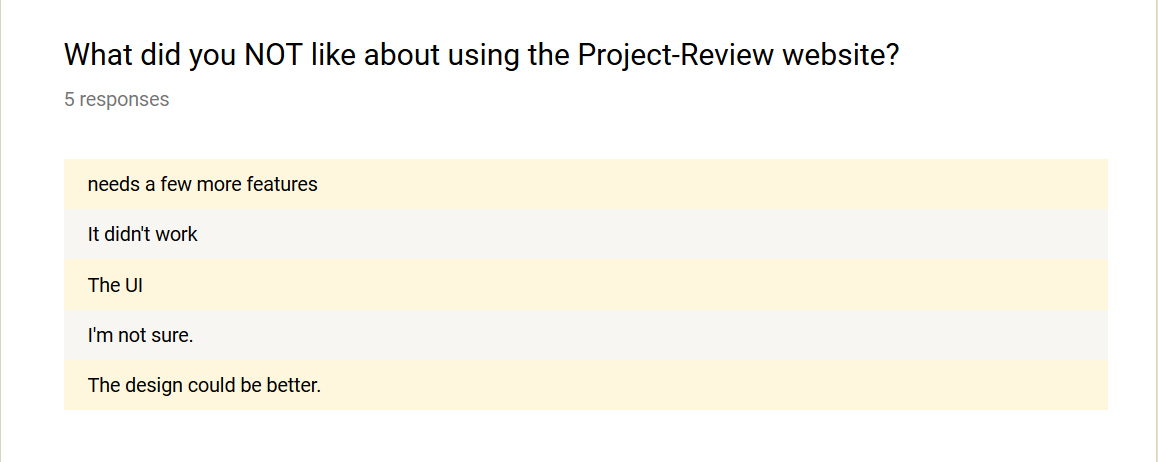 What did you NOT like about using the Project-Review website?
5 responses
needs a few more features
It didn't work
The UI
I'm not sure.
The design could be better.